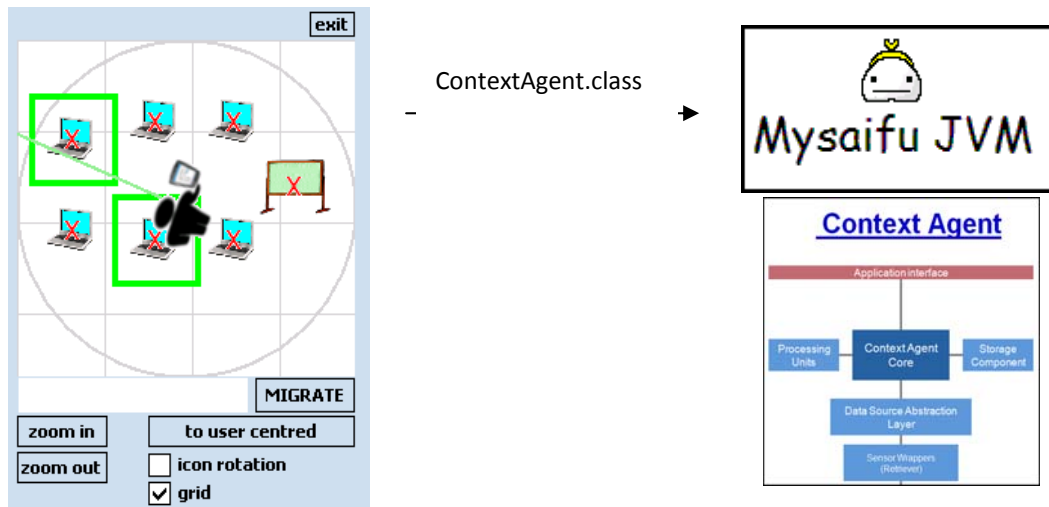 exit
MIGRATE
zoom in
to user centred
zoom out
icon rotation
grid
ContextAgent.class
Mysaifu JVM
Context Agent
Application interface
Processing
Units
Context Agent
Core
Storage
Component
Data Source Abstraction
Layer
Sensor Wrappers
(Retriever)